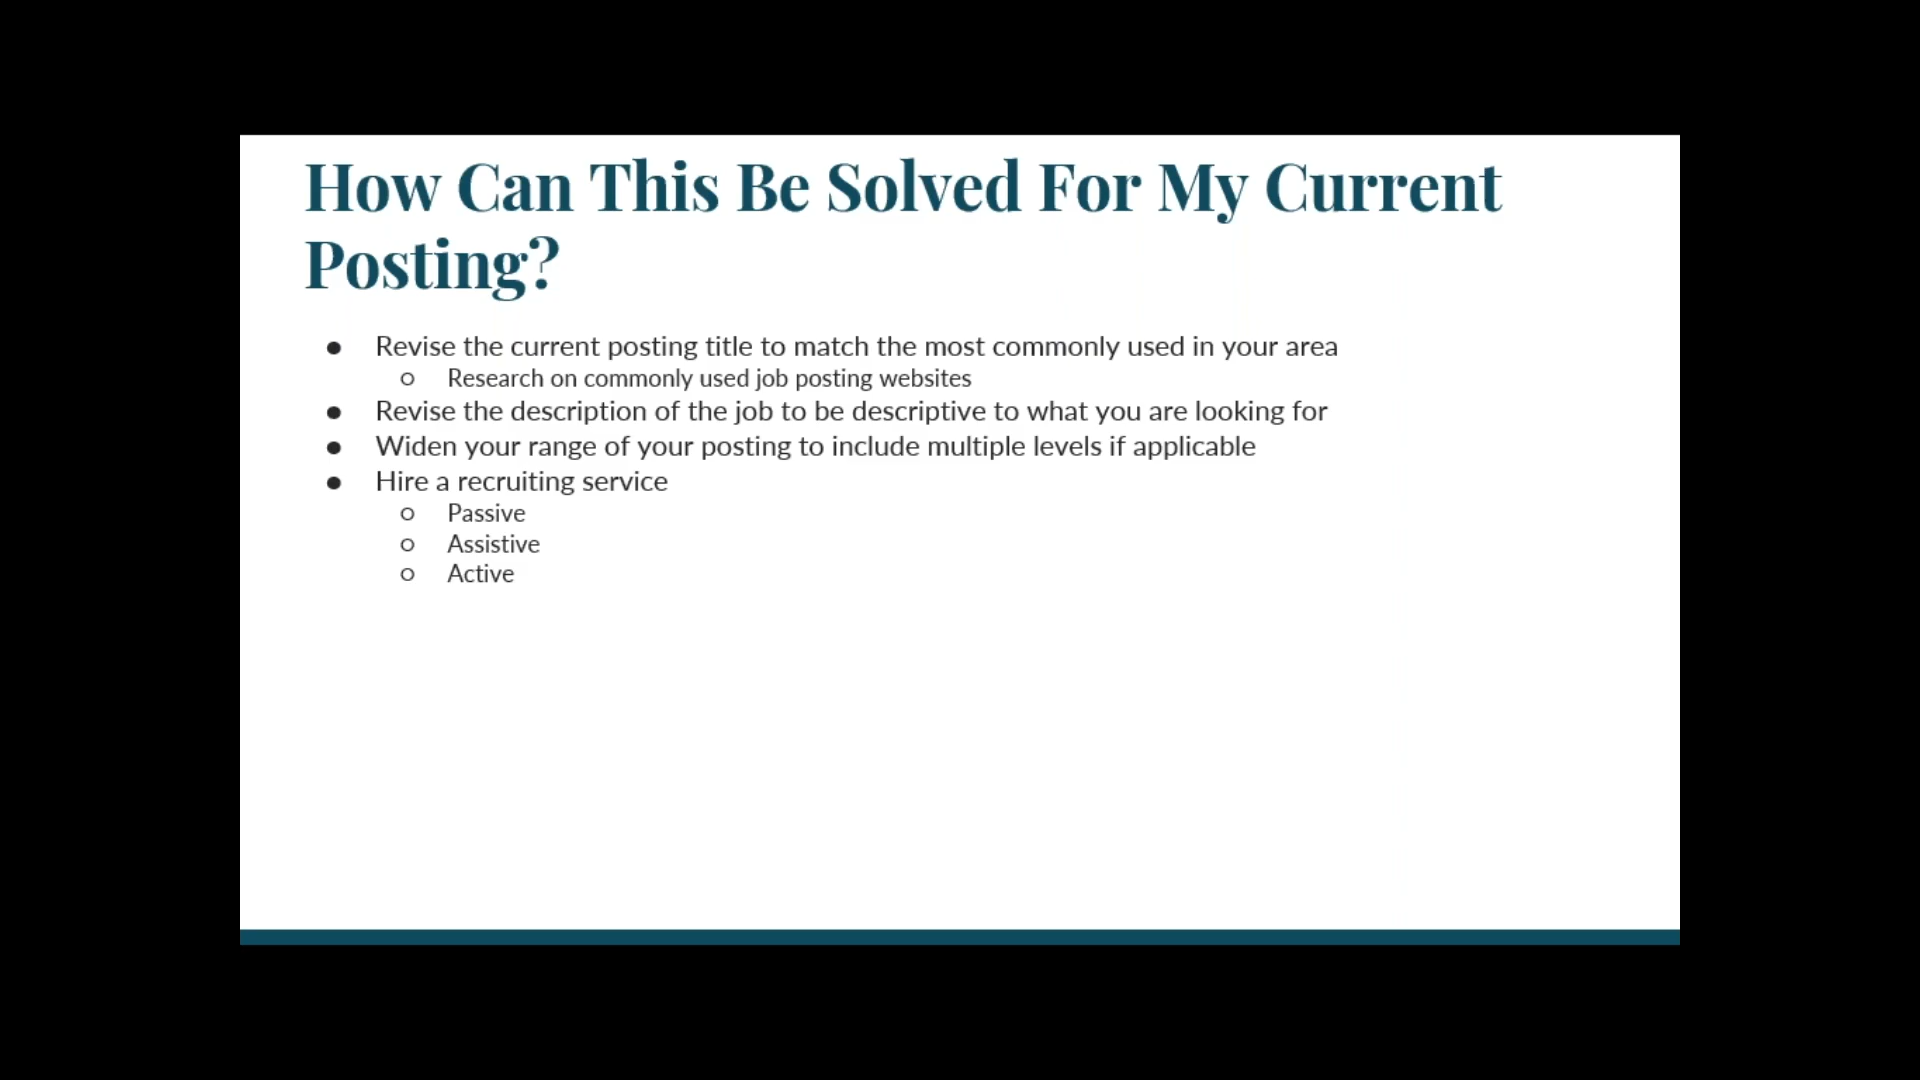 How Can This Be Solved For My Current
Posting?
● Revise the current posting title to match the most commonly used in your area
○ Research on commonly used job posting websites
● Revise the description of the job to be descriptive to what you are looking for
● Widen your range of your posting to include multiple levels if applicable
● Hire a recruiting service
○ Passive
○ Assistive
○ Active